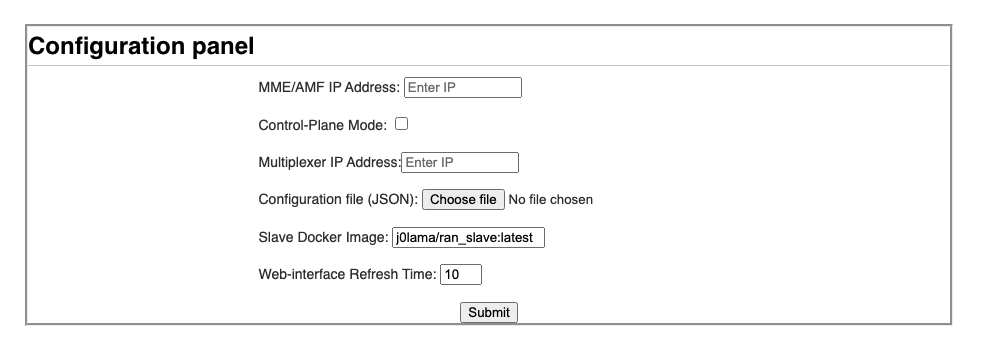 Configuration panel
MME/AMF IP Address: Enter IP
Control-Plane Mode:
Multiplexer IP Address: Enter IP
Configuration file (JSON): Choose file No file chosen
Slave Docker Image: j0lama/ran_slave:latest
Web-interface Refresh Time: 10
Submit